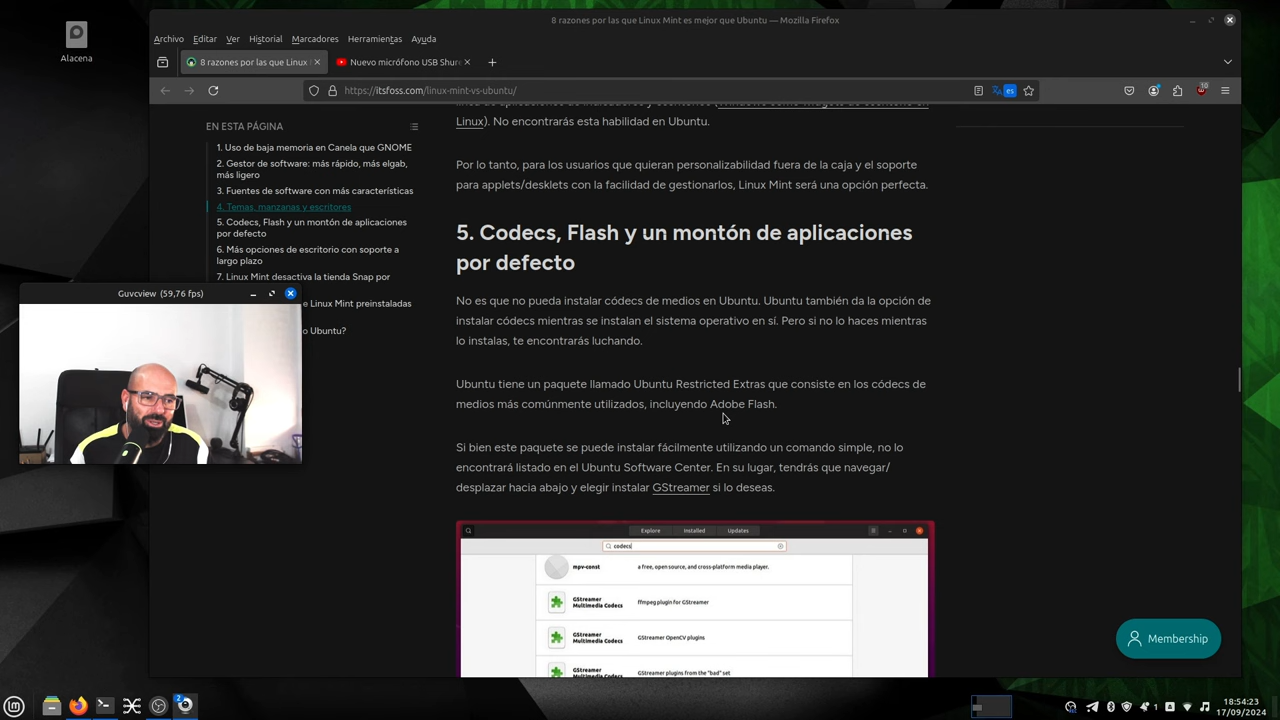 Alacena
8 razones por las que Linux Mint es mejor que Ubuntu — Mozilla Firefox
Archivo Editar Ver Historial Marcadores Herramientas Ayuda
8 razones por las que Linux
Nuevo micrófono USB Shure
https://itsfoss.com/linux-mint-vs-ubuntu/
es
EN ESTA PÁGINA
1. Uso de baja memoria en Canela que GNOME
2. Gestor de software: más rápido, más elgab,
más ligero
3. Fuentes de software con más características
4. Temas, manzanas y escritores
5. Codecs, Flash y un montón de aplicaciones
por defecto
6. Más opciones de escritorio con soporte a
largo plazo
7. Linux Mint desactiva la tienda Snap por
e Linux Mint preinstaladas
o Ubuntu?
Guvcview (59,76 fps)
Linux). No encontrarás esta habilidad en Ubuntu.
Por lo tanto, para los usuarios que quieran personalizabilidad fuera de la caja y el soporte
para applets/desklets con la facilidad de gestionarlos, Linux Mint será una opción perfecta.
5. Codecs, Flash y un montón de aplicaciones
por defecto
No es que no pueda instalar códecs de medios en Ubuntu. Ubuntu también da la opción de
instalar códecs mientras se instalan el sistema operativo en sí. Pero si no lo haces mientras
lo instalas, te encontrarás luchando.
Ubuntu tiene un paquete llamado Ubuntu Restricted Extras que consiste en los códecs de
medios más comúnmente utilizados, incluyendo Adobe Flash.
Si bien este paquete se puede instalar fácilmente utilizando un comando simple, no lo
encontrará listado en el Ubuntu Software Center. En su lugar, tendrás que navegar/
desplazar hacia abajo y elegir instalar GStreamer si lo deseas.
Explore Installed Updates
codecs
mpv-const a free, open source, and cross-platform media player.
GStreamer
Multimedia Codecs
ffmpeg plugin for GStreamer
GStreamer
Multimedia Codecs
GStreamer OpenCV plugins
GStreamer
Multimedia Codecs
GStreamer plugins from the "bad" set
Membership
2
1
18:54:23
17/09/2024